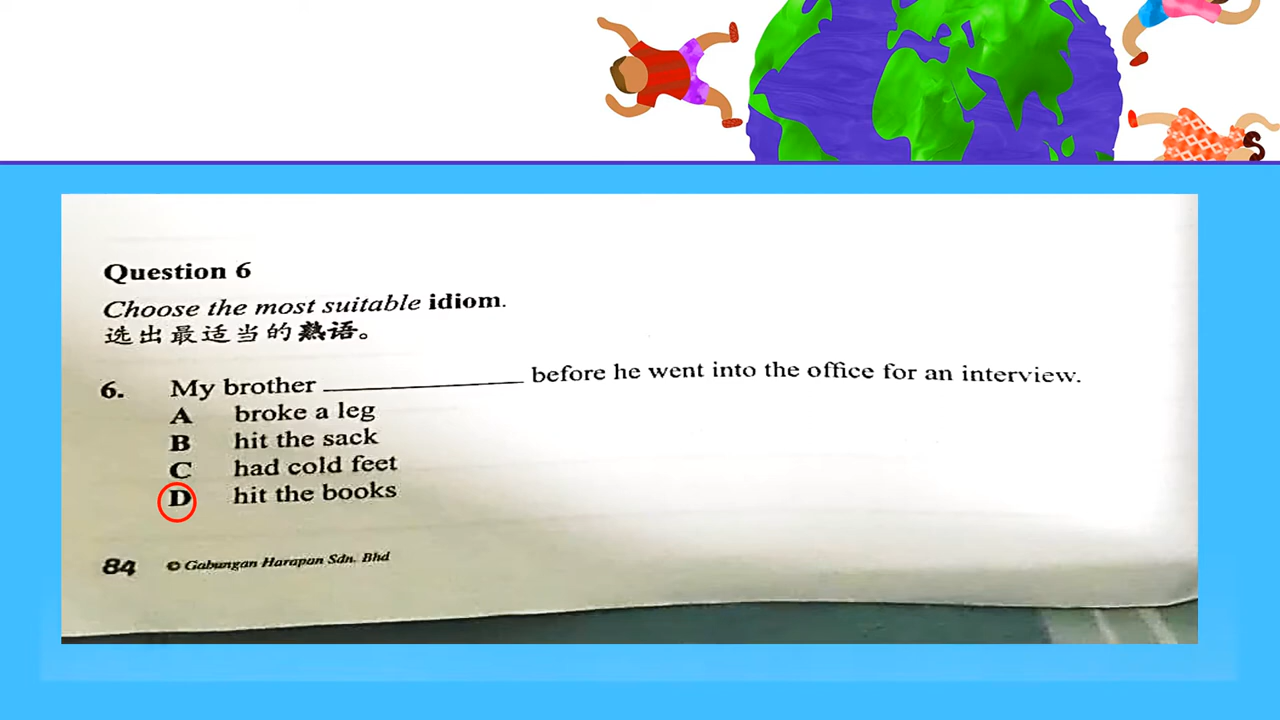 Question 6
Choose the most suitable idiom.
选出最适当的熟语。
6. My brother ____________ before he went into the office for an interview.
A broke a leg
B hit the sack
C had cold feet
D hit the books
84 © Gabungan Harapan Sdn. Bhd